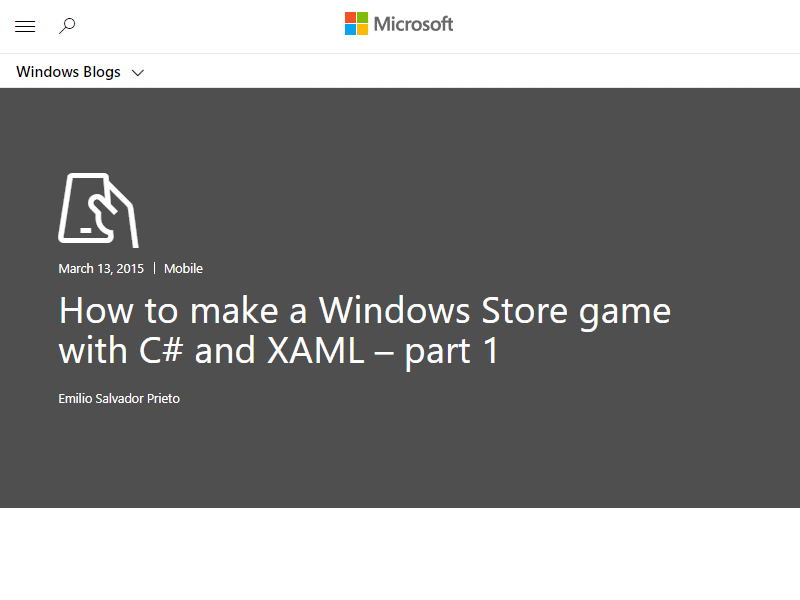 Microsoft
Windows Blogs
March 13, 2015 | Mobile
How to make a Windows Store game
with C# and XAML – part 1
Emilio Salvador Prieto